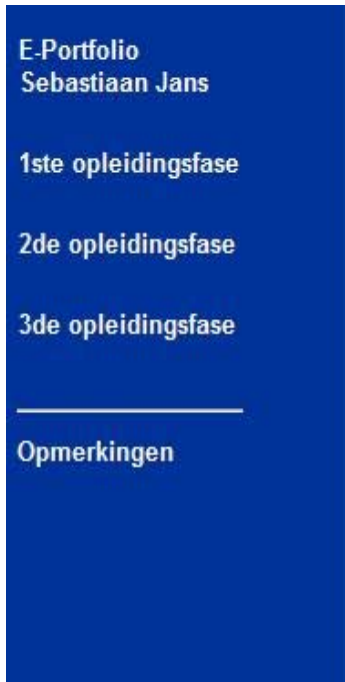 E-Portfolio
Sebastiaan Jans
1ste opleidingsfase
2de opleidingsfase
3de opleidingsfase
Opmerkingen